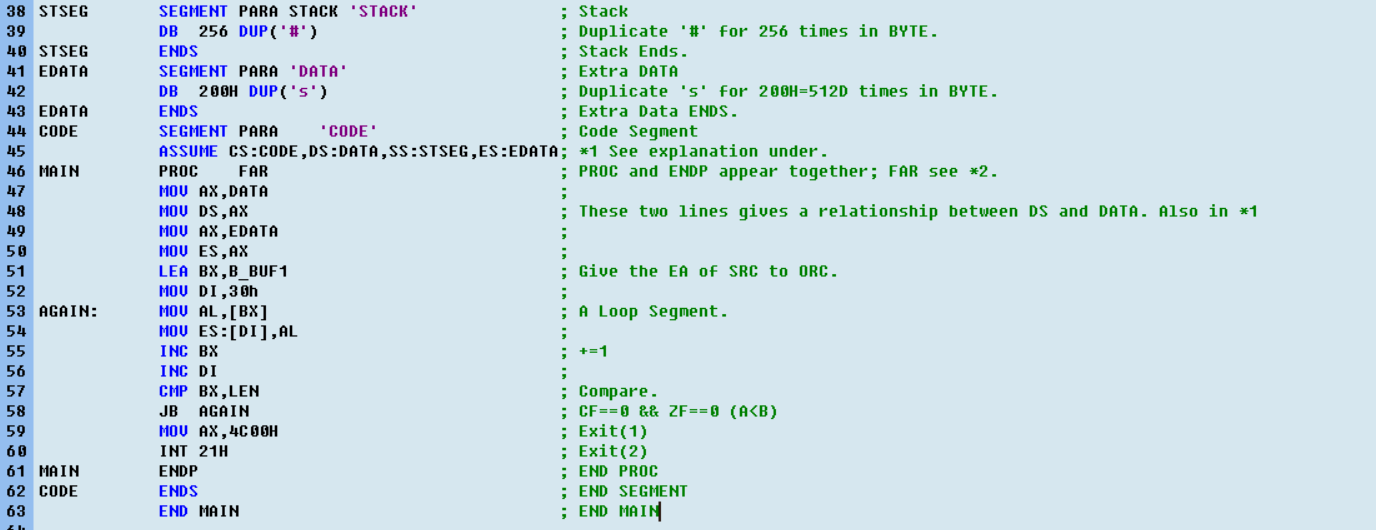 38 STSEG SEGMENT PARA STACK 'STACK' ; Stack
39 DB 256 DUP('#') ; Duplicate '#' for 256 times in BYTE.
40 STSEG ENDS ; Stack Ends.
41 EDATA SEGMENT PARA 'DATA' ; Extra DATA
42 DB 200H DUP('s') ; Duplicate 's' for 200H=512D times in BYTE.
43 EDATA ENDS ; Extra Data ENDS.
44 CODE SEGMENT PARA 'CODE' ; Code Segment
45 ASSUME CS:CODE,DS:DATA,SS:STSEG,ES:EDATA; *1 See explanation under.
46 MAIN PROC FAR ; PROC and ENDP appear together; FAR see *2.
47 MOV AX,DATA ;
48 MOV DS,AX ; These two lines gives a relationship between DS and DATA. Also in *1
49 MOV AX,EDATA ;
50 MOV ES,AX ;
51 LEA BX,B_BUF1 ; Give the EA of SRC to ORC.
52 MOV DI,30h ;
53 AGAIN: MOV AL,[BX] ; A Loop Segment.
54 MOV ES:[DI],AL ;
55 INC BX ; +=1
56 INC DI ;
57 CMP BX,LEN ; Compare.
58 JB AGAIN ; CF==0 && ZF==0 (A<B)
59 MOV AX,4C00H ; Exit(1)
60 INT 21H ; Exit(2)
61 MAIN ENDP ; END PROC
62 CODE ENDS ; END SEGMENT
63 END MAIN ; END MAIN
64